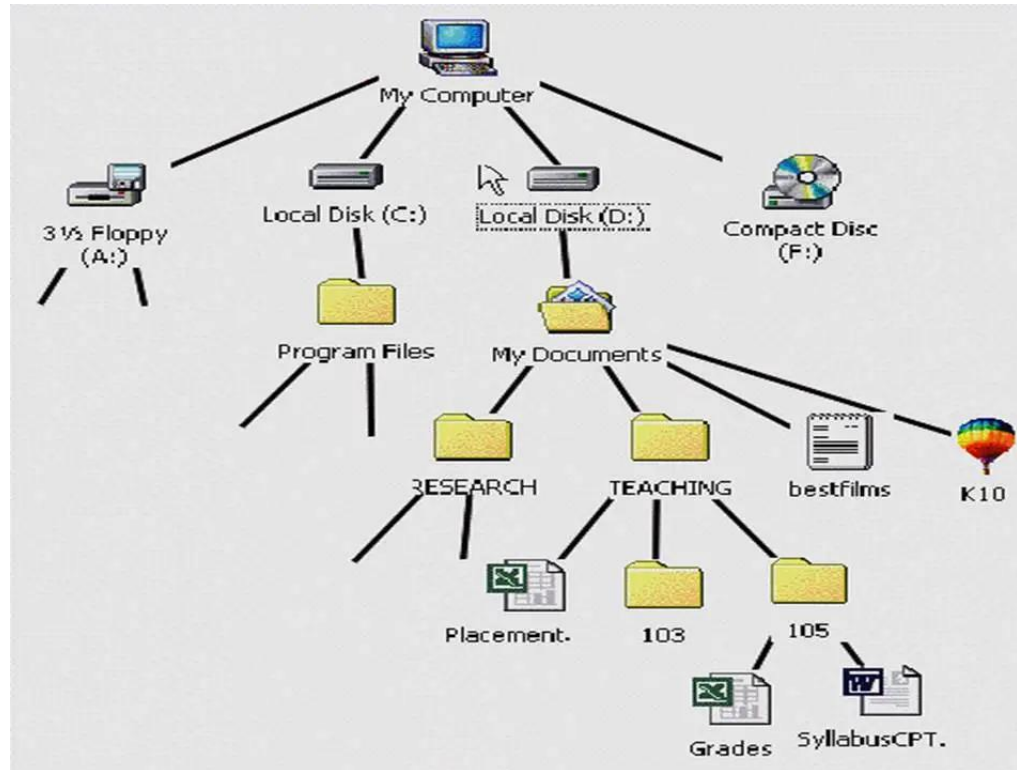 My Computer
3½ Floppy
(A:)
Local Disk (C:)
Local Disk (D:)
Compact Disc
(F:)
Program Files
My Documents
RESEARCH
TEACHING
bestfilms
K10
Placement.
103
105
Grades
SyllabusCPT.